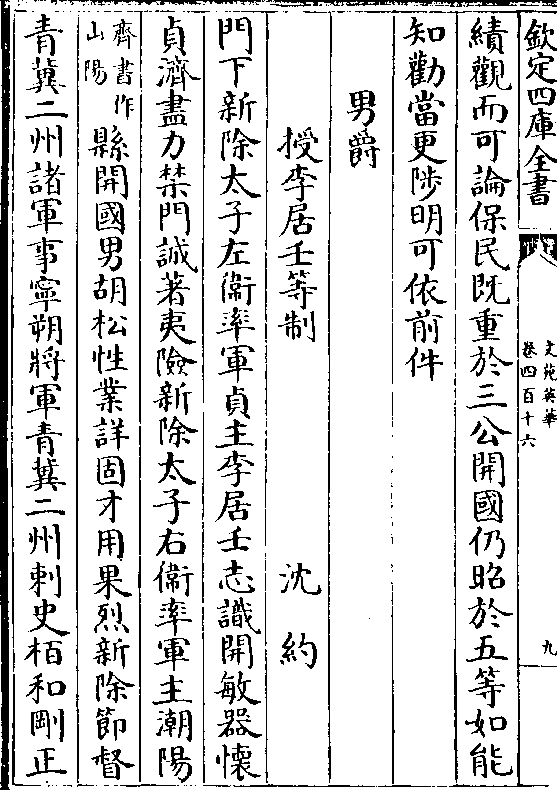 欽定四庫全書
文苑英華
卷四百十六
九
績觀而可論保民既重於三公開國仍昭於五等如能
知勸當更陟明可依前件
男爵
授李居壬等制
沈約
門下新除太子左衞率軍貞主李居壬志識開敏器懷
貞濟盡力禁門誠著夷險新除太子右衞率軍主潮陽
齊書作
山陽
縣開國男胡松性業詳固才用果烈新除節督
青冀二州諸軍事寧朔將軍青冀二州刺史栢和剛正